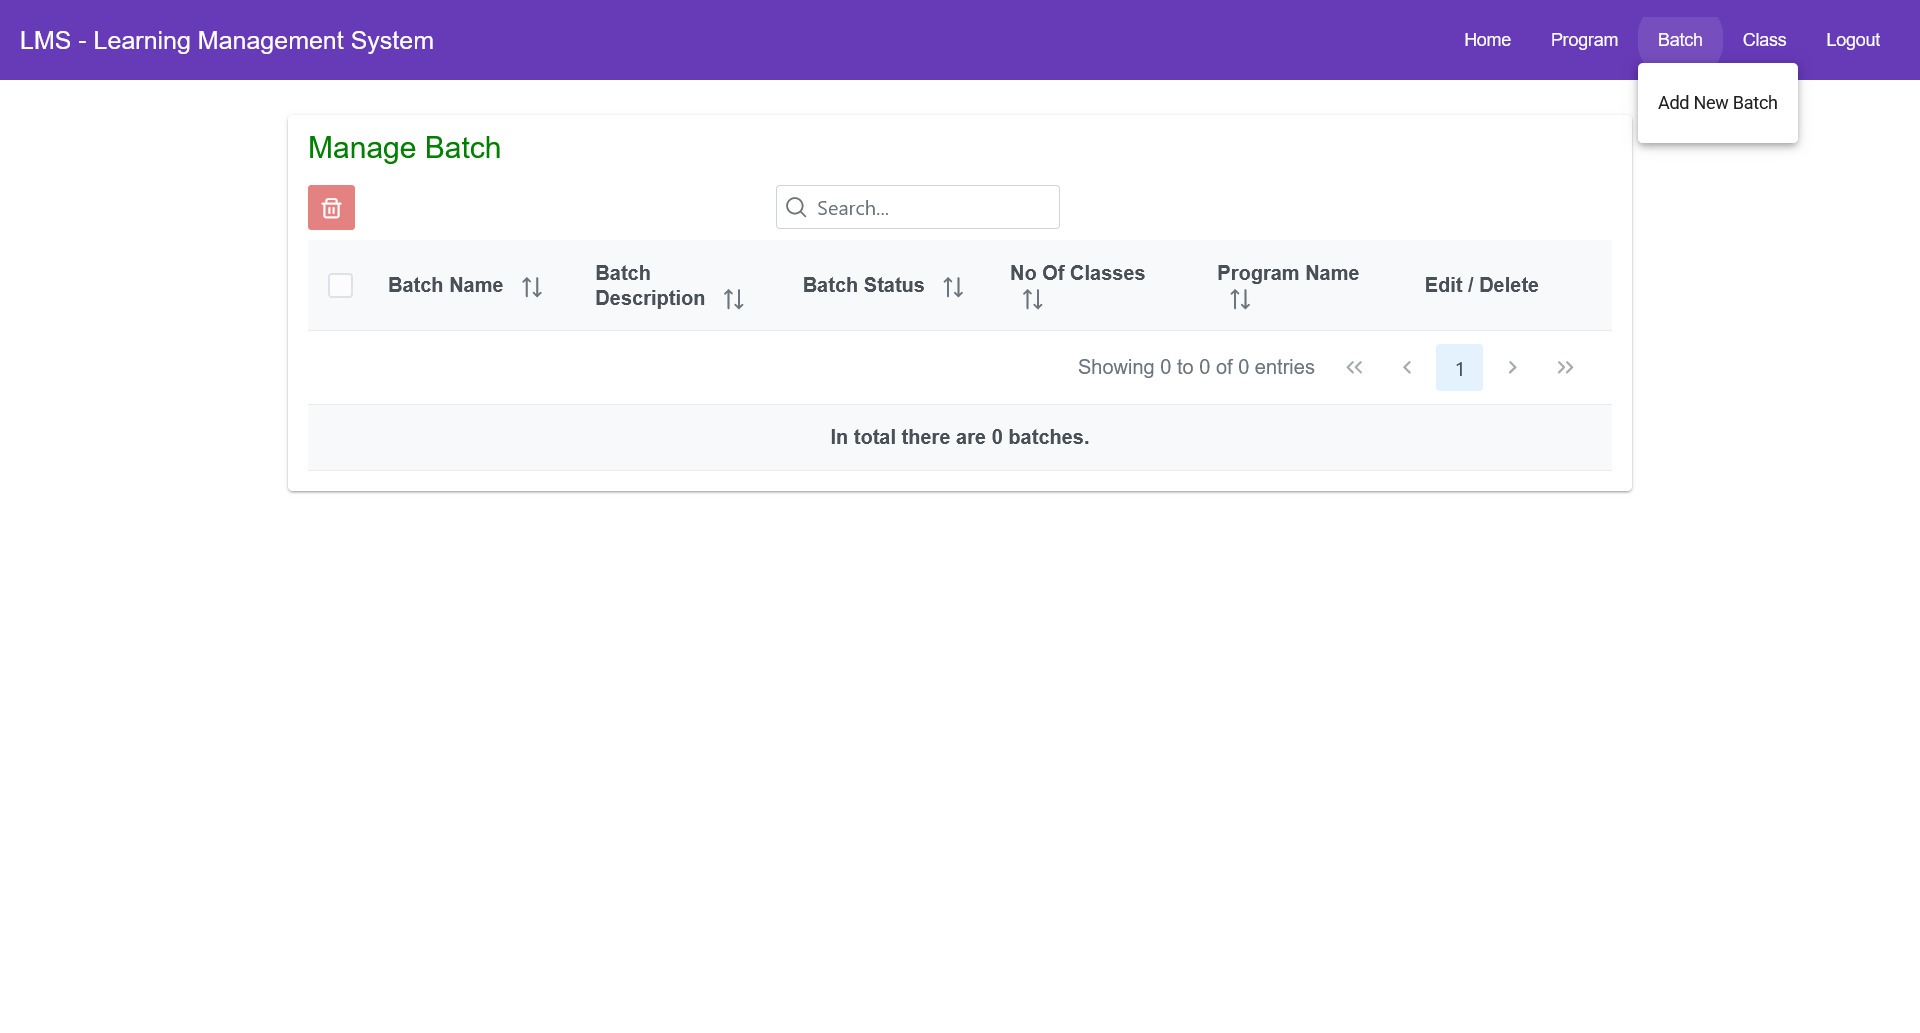 LMS - Learning Management System
Home Program Batch Class Logout
Add New Batch
Manage Batch
Search...
Batch Name
Batch
Description
Batch Status
No Of Classes
Program Name
Edit / Delete
Showing 0 to 0 of 0 entries
1
In total there are 0 batches.